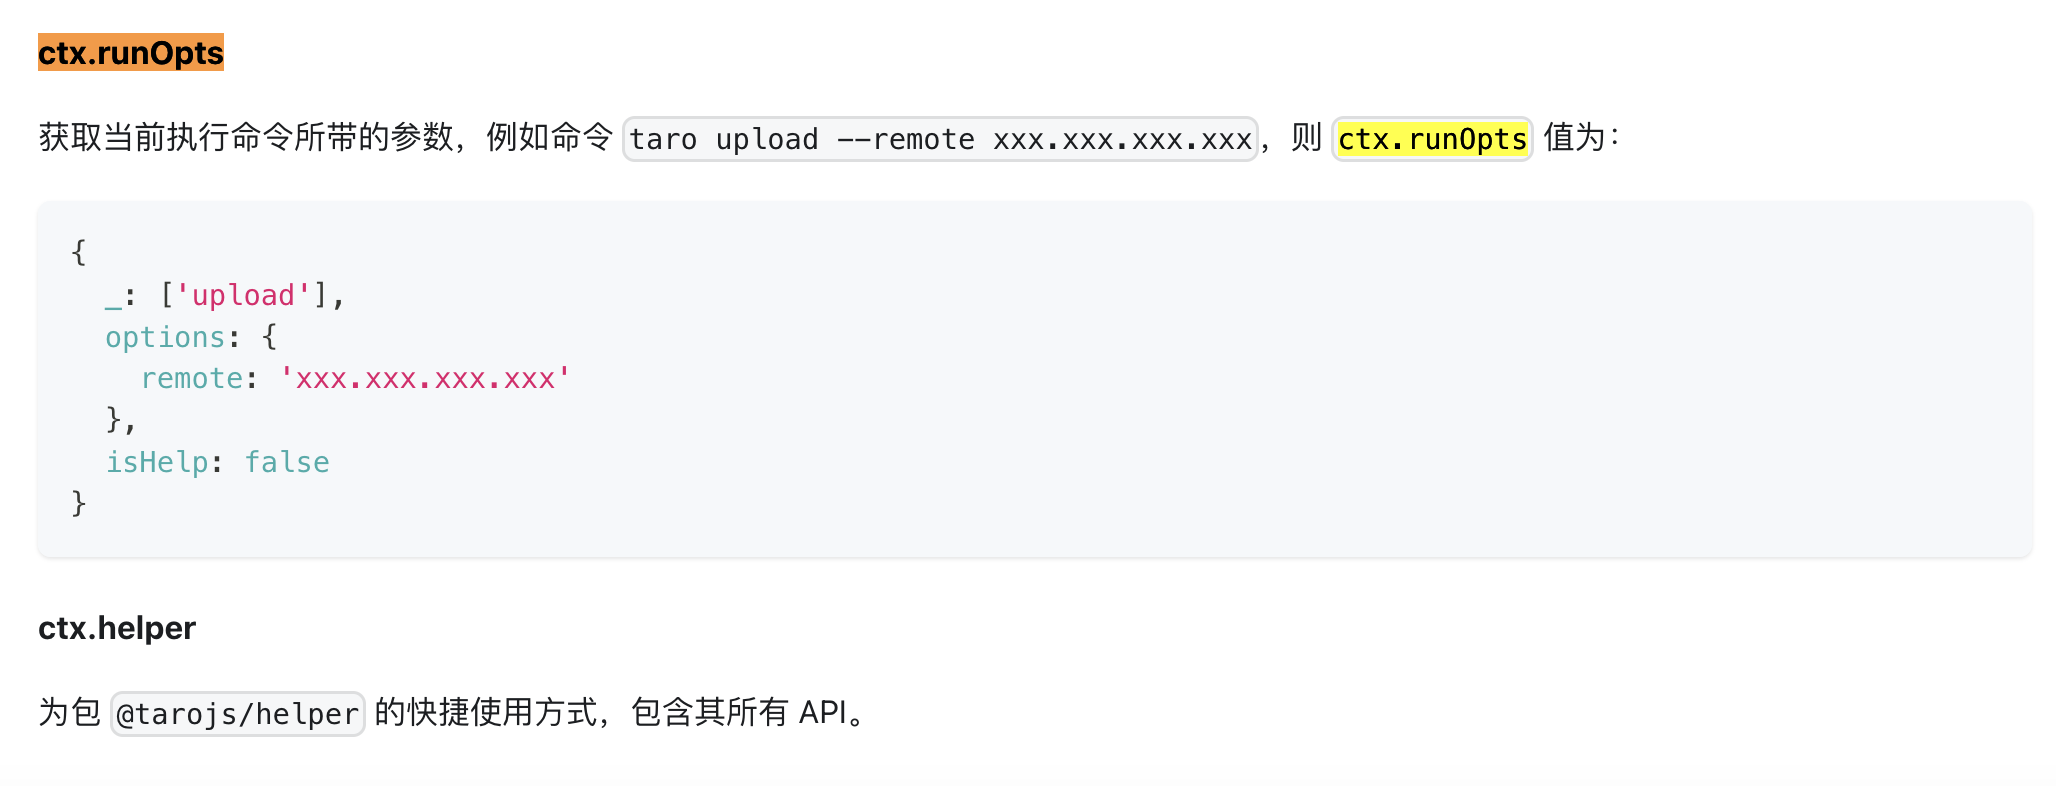 ctx.runOpts
获取当前执行命令所带的参数，例如命令 taro upload --remote xxx.xxx.xxx.xxx，则 ctx.runOpts 值为：
{
  _: ['upload'],
  options: {
    remote: 'xxx.xxx.xxx.xxx'
  },
  isHelp: false
}
ctx.helper
为包 @tarojs/helper 的快捷使用方式，包含其所有 API。